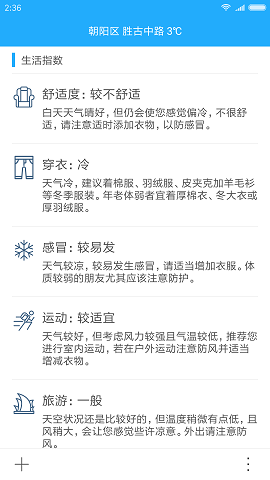 2:36
朝阳区 胜古中路 3℃
生活指数
舒适度: 较不舒适
白天天气晴好，但仍会使您感觉偏冷，不很舒
适，请注意适时添加衣物，以防感冒。
穿衣: 冷
天气冷，建议着棉服、羽绒服、皮夹克加羊毛衫
等冬季服装。年老体弱者宜着厚棉衣、冬大衣或
厚羽绒服。
感冒: 较易发
天气较凉，较易发生感冒，请适当增加衣服。体
质较弱的朋友尤其应该注意防护。
运动: 较适宜
天气较好，但考虑风力较强且气温较低，推荐您
进行室内运动，若在户外运动注意防风并适当
增减衣物。
旅游: 一般
天空状况还是比较好的，但温度稍微有点低，且
风稍大，会让您感觉些许凉意。外出请注意防
风。